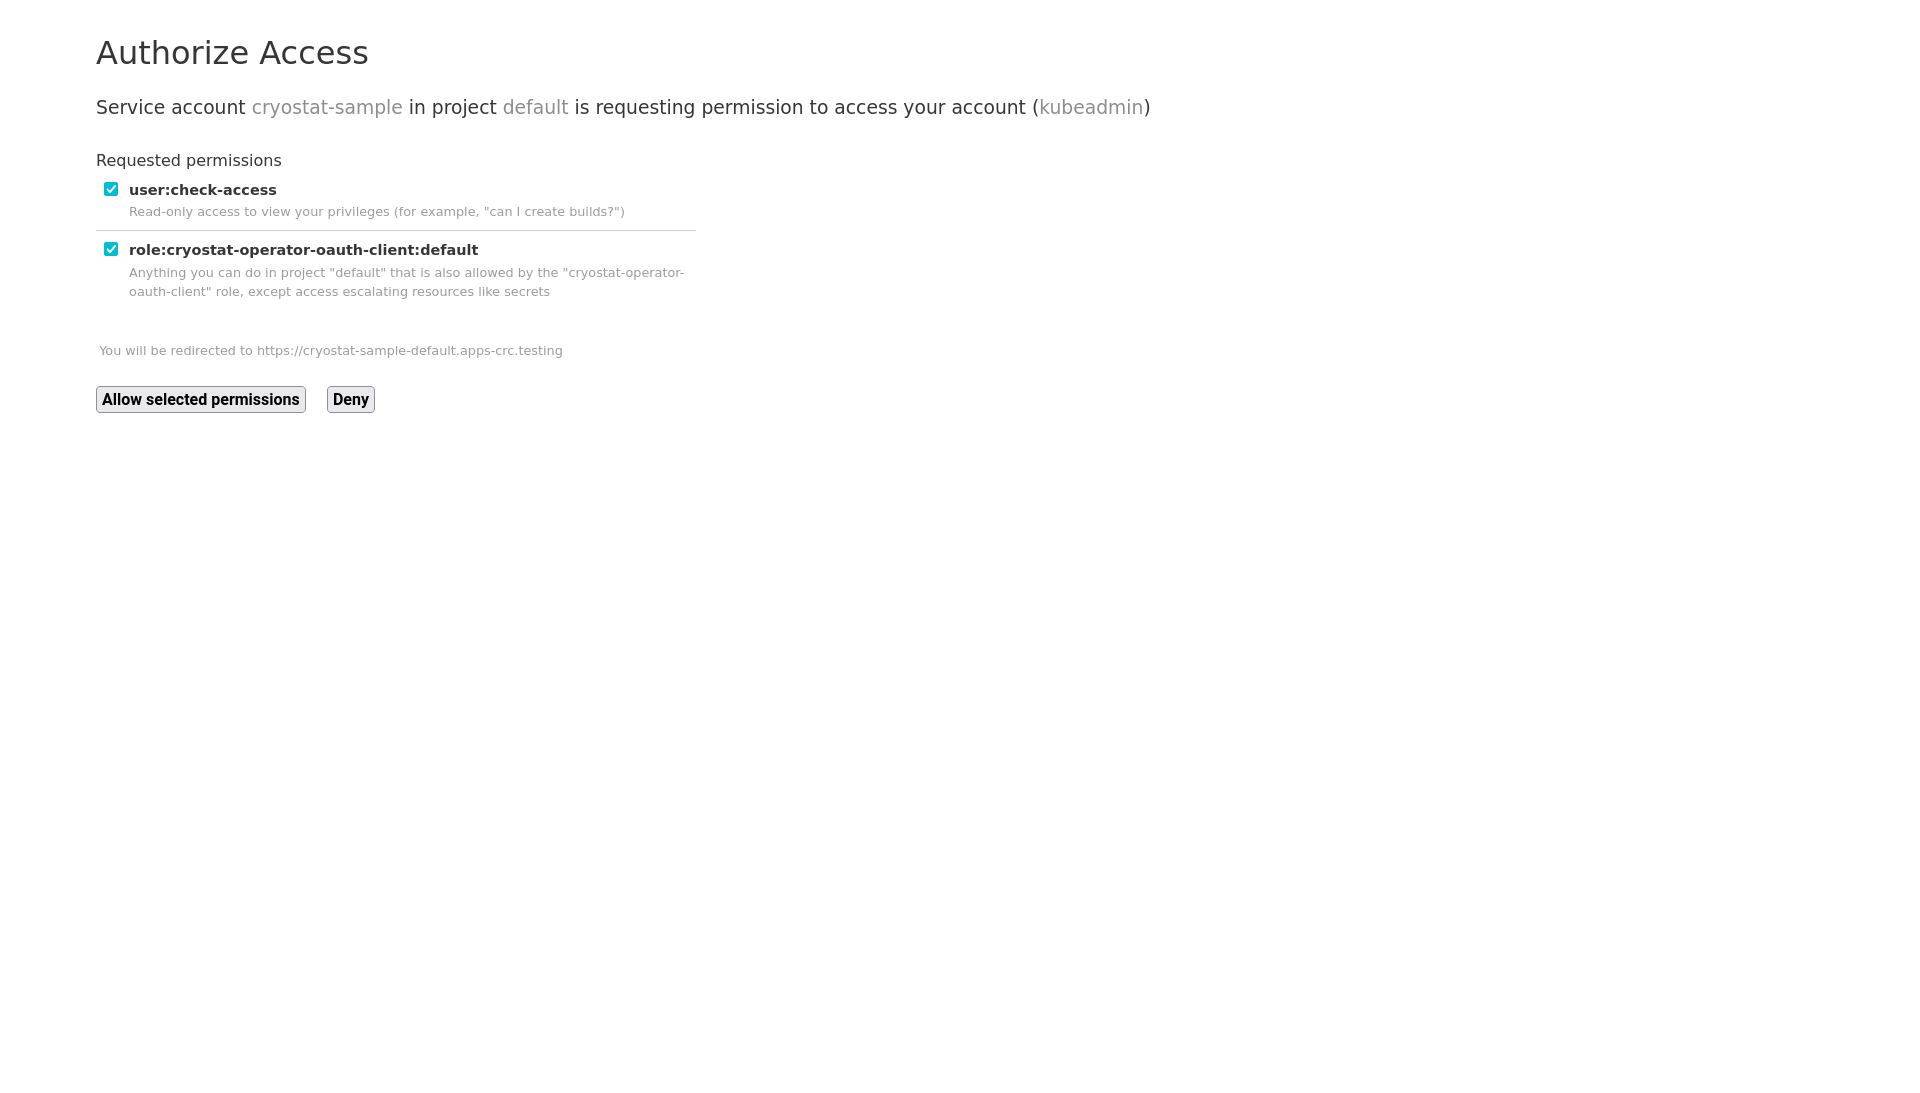 Authorize Access
Service account cryostat-sample in project default is requesting permission to access your account (kubeadmin)
Requested permissions
user:check-access
Read-only access to view your privileges (for example, "can I create builds?")
role:cryostat-operator-oauth-client:default
Anything you can do in project "default" that is also allowed by the "cryostat-operator-
oauth-client" role, except access escalating resources like secrets
You will be redirected to https://cryostat-sample-default.apps-crc.testing
Allow selected permissions Deny